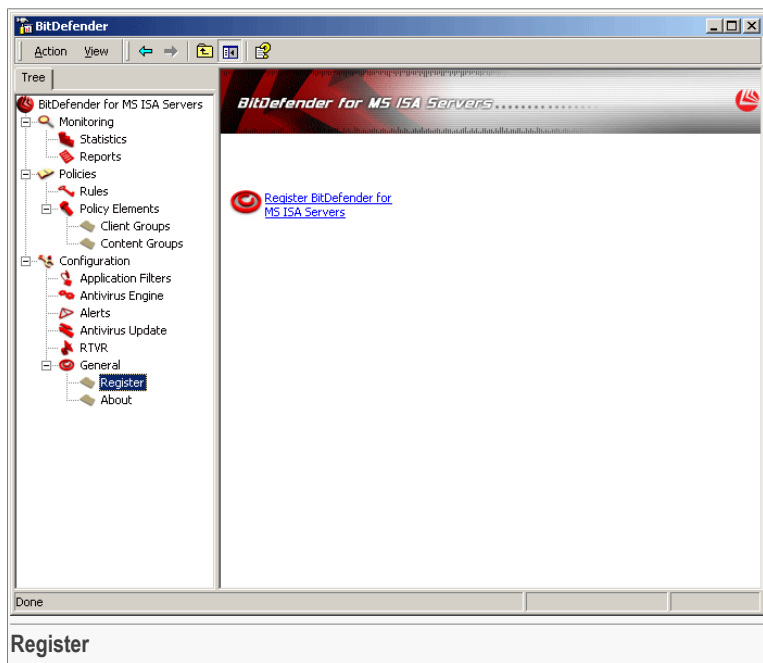 BitDefender
Action View
Tree
BitDefender for MS ISA Servers
Monitoring
Statistics
Reports
Policies
Rules
Policy Elements
Client Groups
Content Groups
Configuration
Application Filters
Antivirus Engine
Alerts
Antivirus Update
RTVR
General
Register
About
BitDefender for MS ISA Servers...............
Register BitDefender for
MS ISA Servers
Done
Register